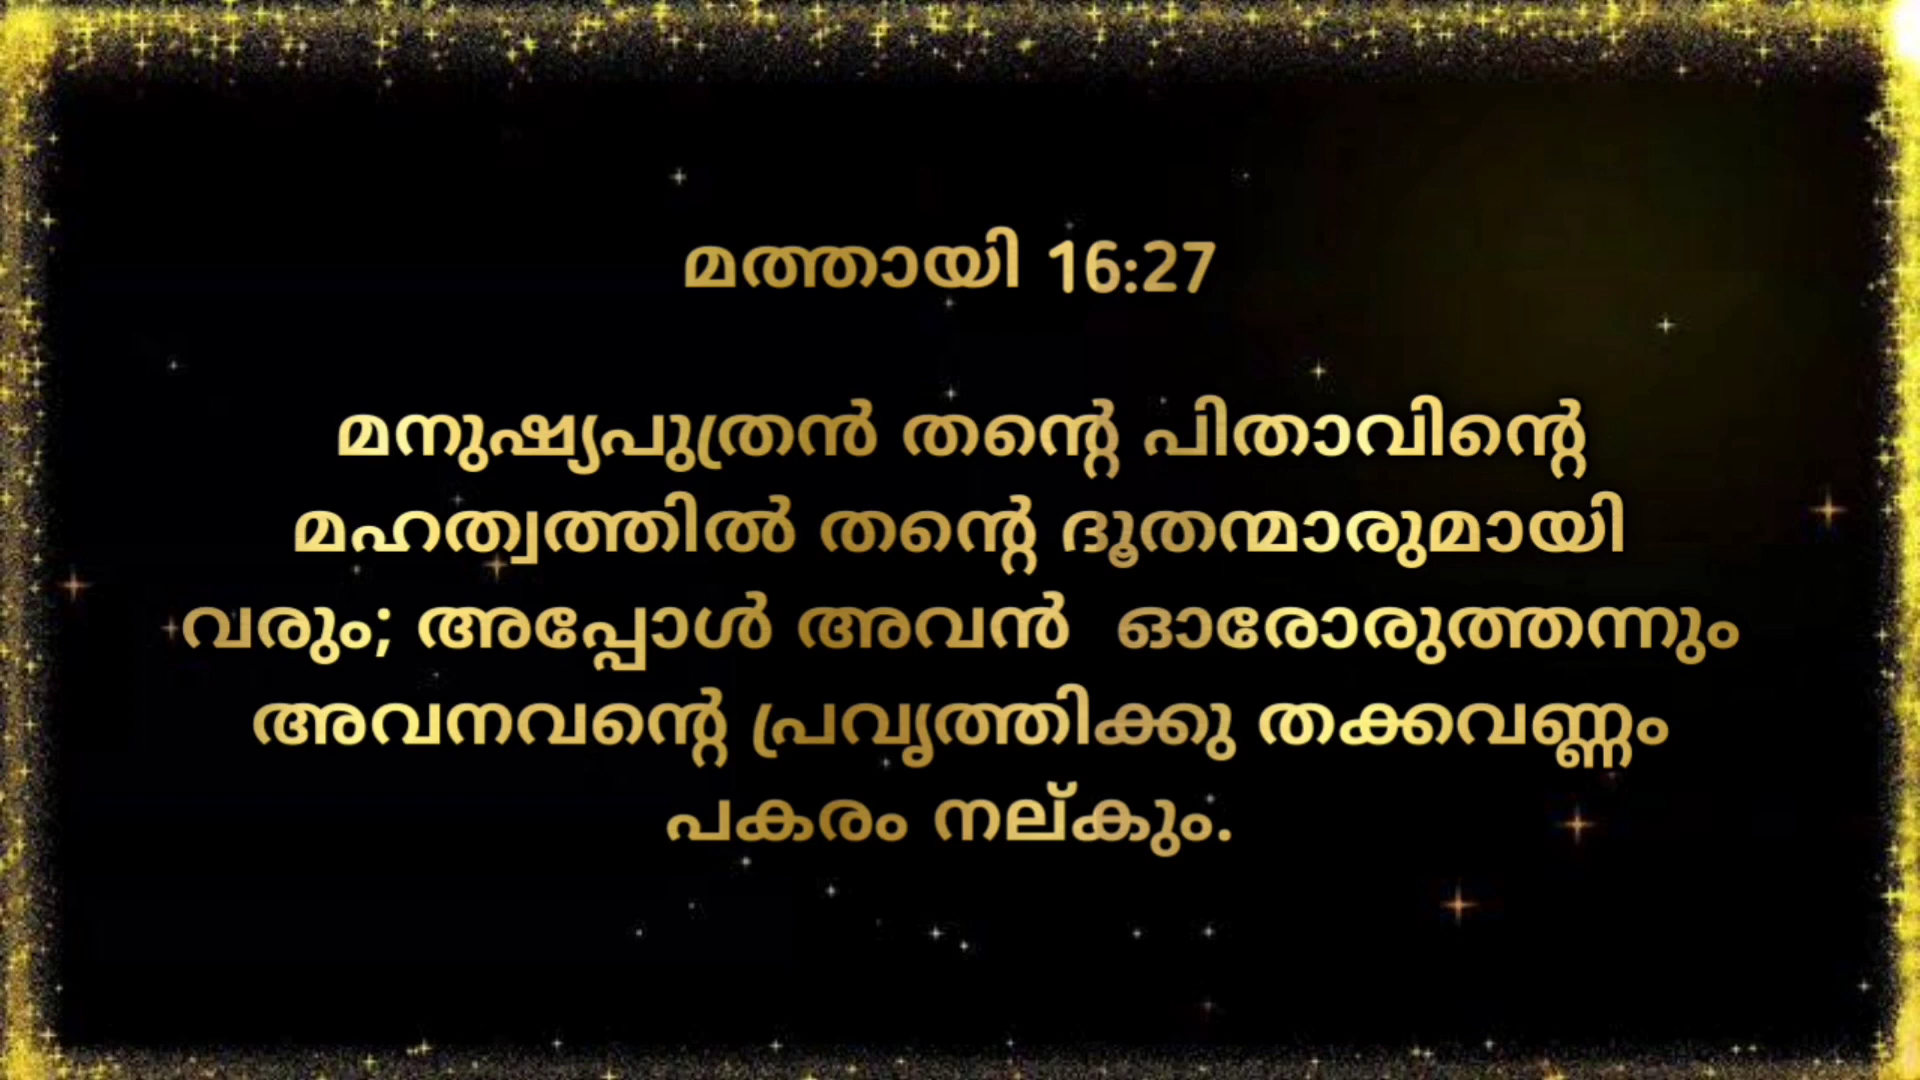 മത്തായി 16:27
മനുഷ്യപുത്രൻ തന്റെ പിതാവിന്റെ
മഹത്വത്തിൽ തന്റെ ദൂതന്മാരുമായി
വരും; അപ്പോൾ അവൻ ഓരോരുത്തന്നും
അവനവന്റെ പ്രവൃത്തിക്കു തക്കവണ്ണം
പകരം നല്കും.